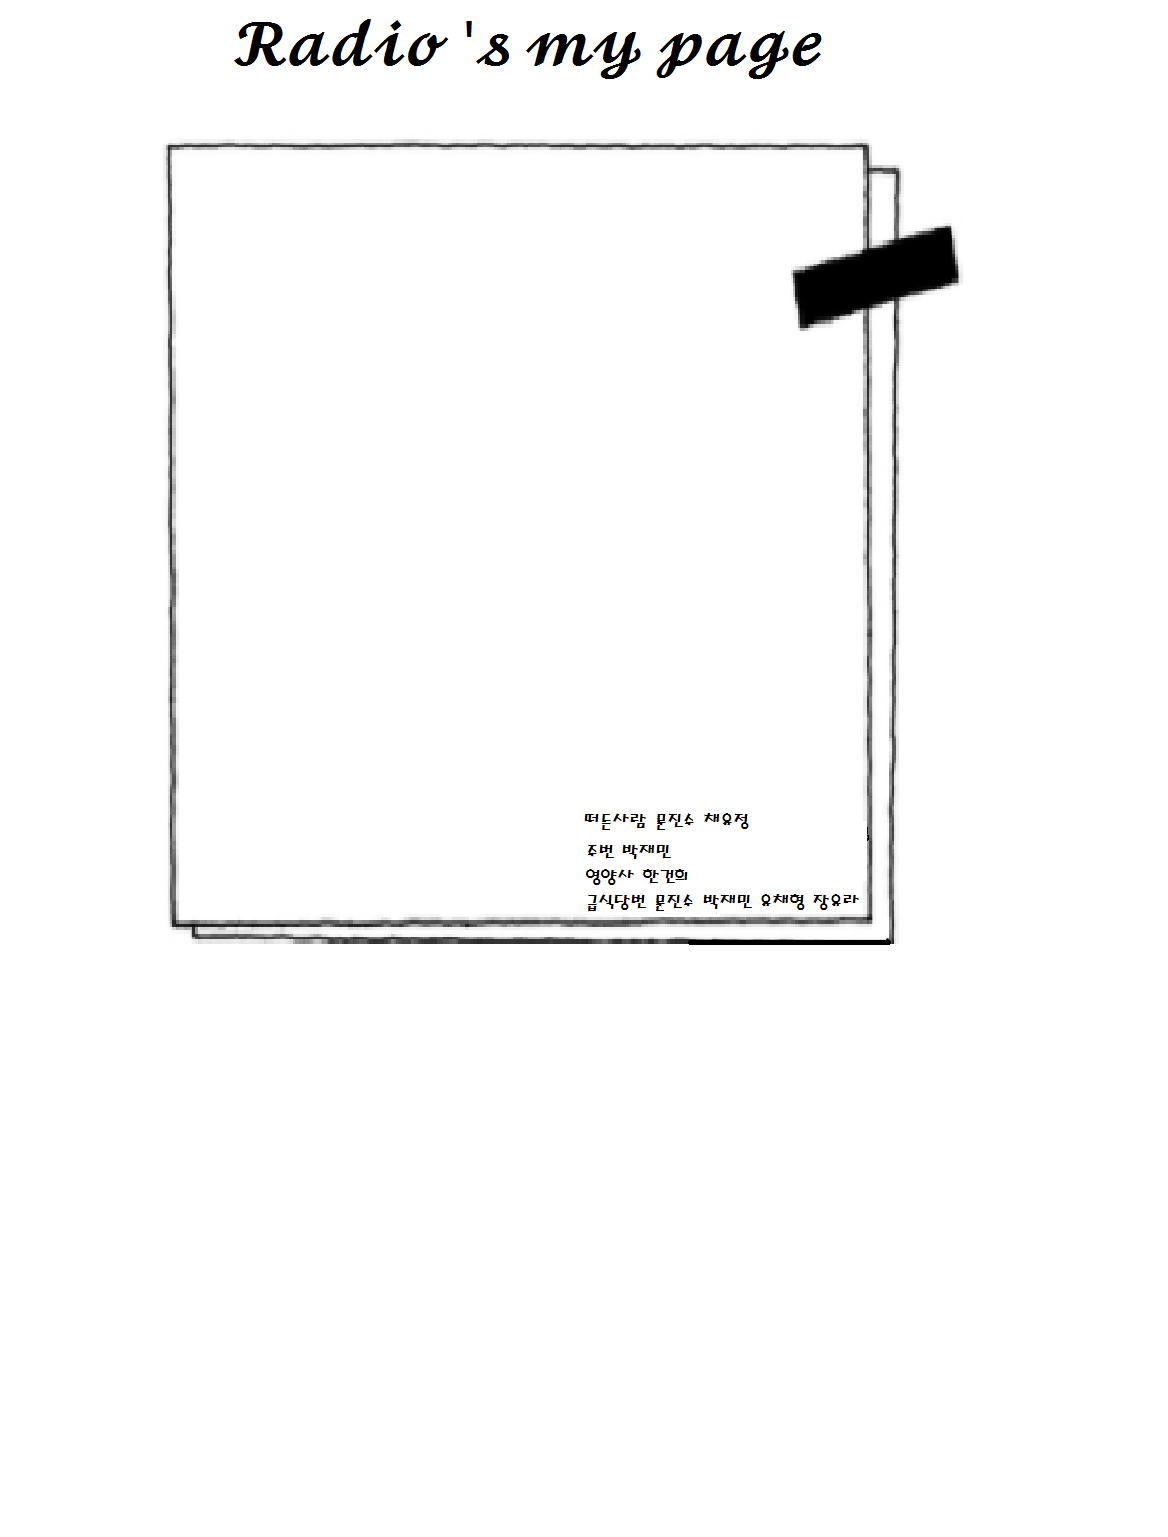 Radio 's my page
떠든사람 문진수 채유정
주번 박재민
영양사 한건희
급식당번 문진수 박재민 유채형 장유라